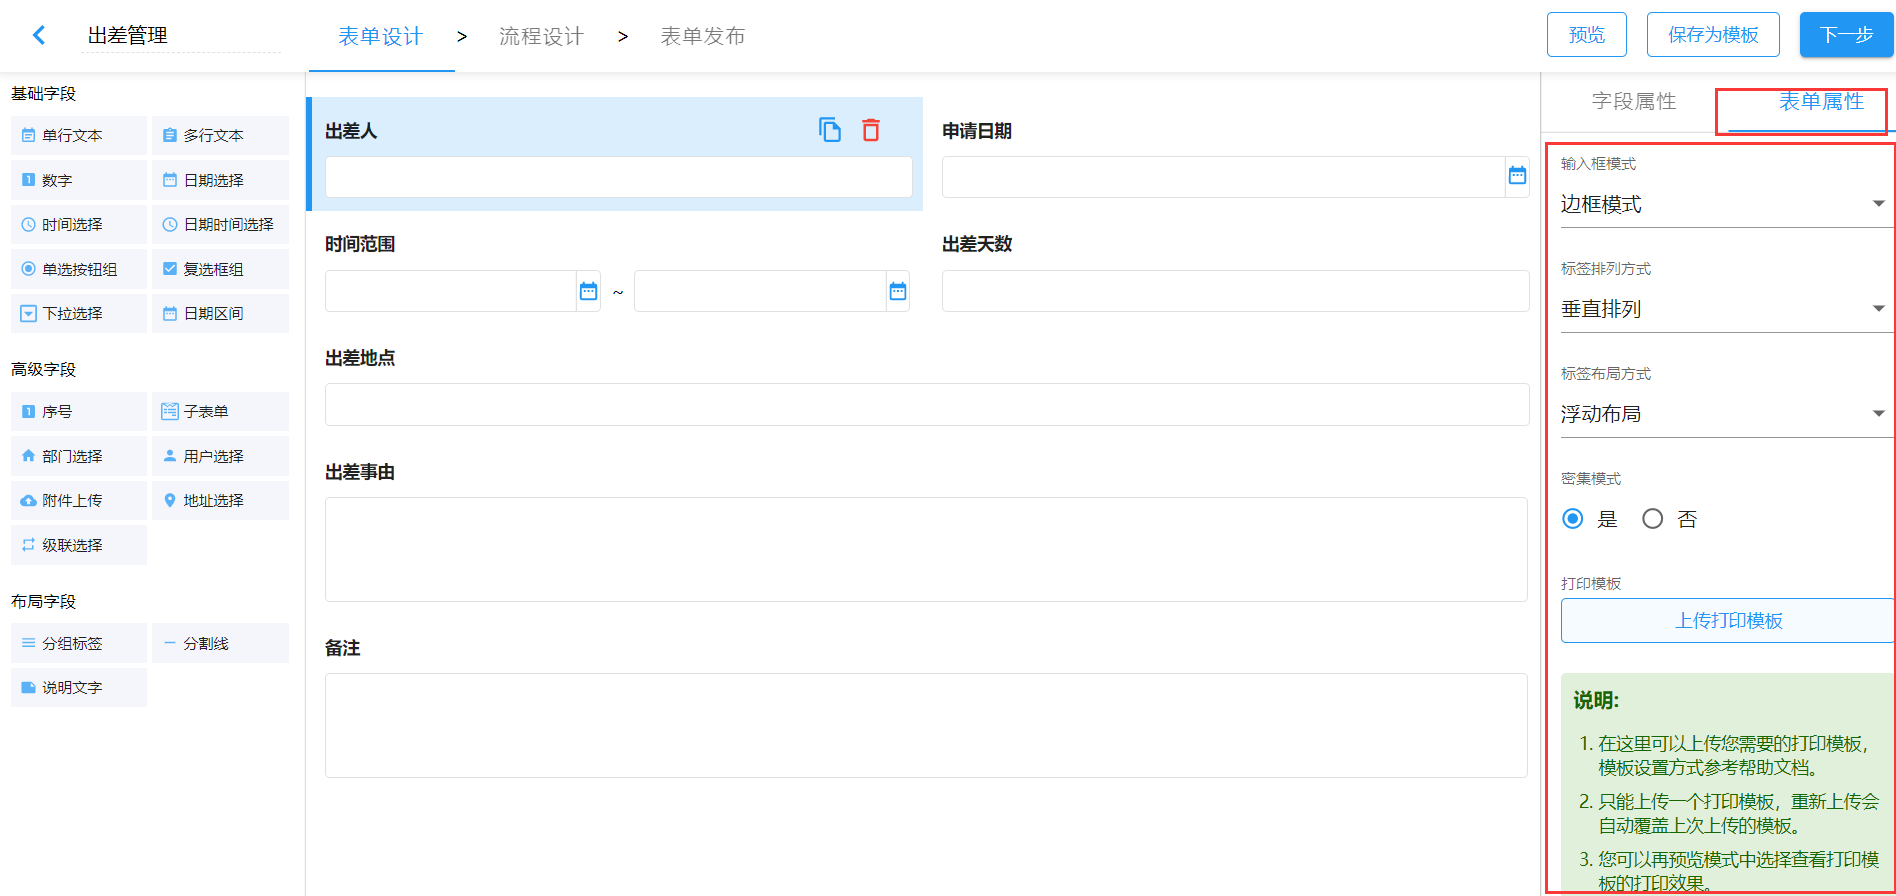 出差管理
表单设计 > 流程设计 > 表单发布
预览
保存为模板
下一步
基础字段
单行文本
多行文本
数字
日期选择
时间选择
日期时间选择
单选按钮组
复选框组
下拉选择
日期区间
高级字段
序号
子表单
部门选择
用户选择
附件上传
地址选择
级联选择
布局字段
分组标签
分割线
说明文字
出差人
申请日期
时间范围
~
出差天数
出差地点
出差事由
备注
字段属性
表单属性
输入框模式
边框模式
标签排列方式
垂直排列
标签布局方式
浮动布局
密集模式
是
否
打印模板
上传打印模板
说明:
1. 在这里可以上传您需要的打印模板，
模板设置方式参考帮助文档。
2. 只能上传一个打印模板，重新上传会
自动覆盖上次上传的模板。
3. 您可以再预览模式中选择查看打印模
板的打印效果。